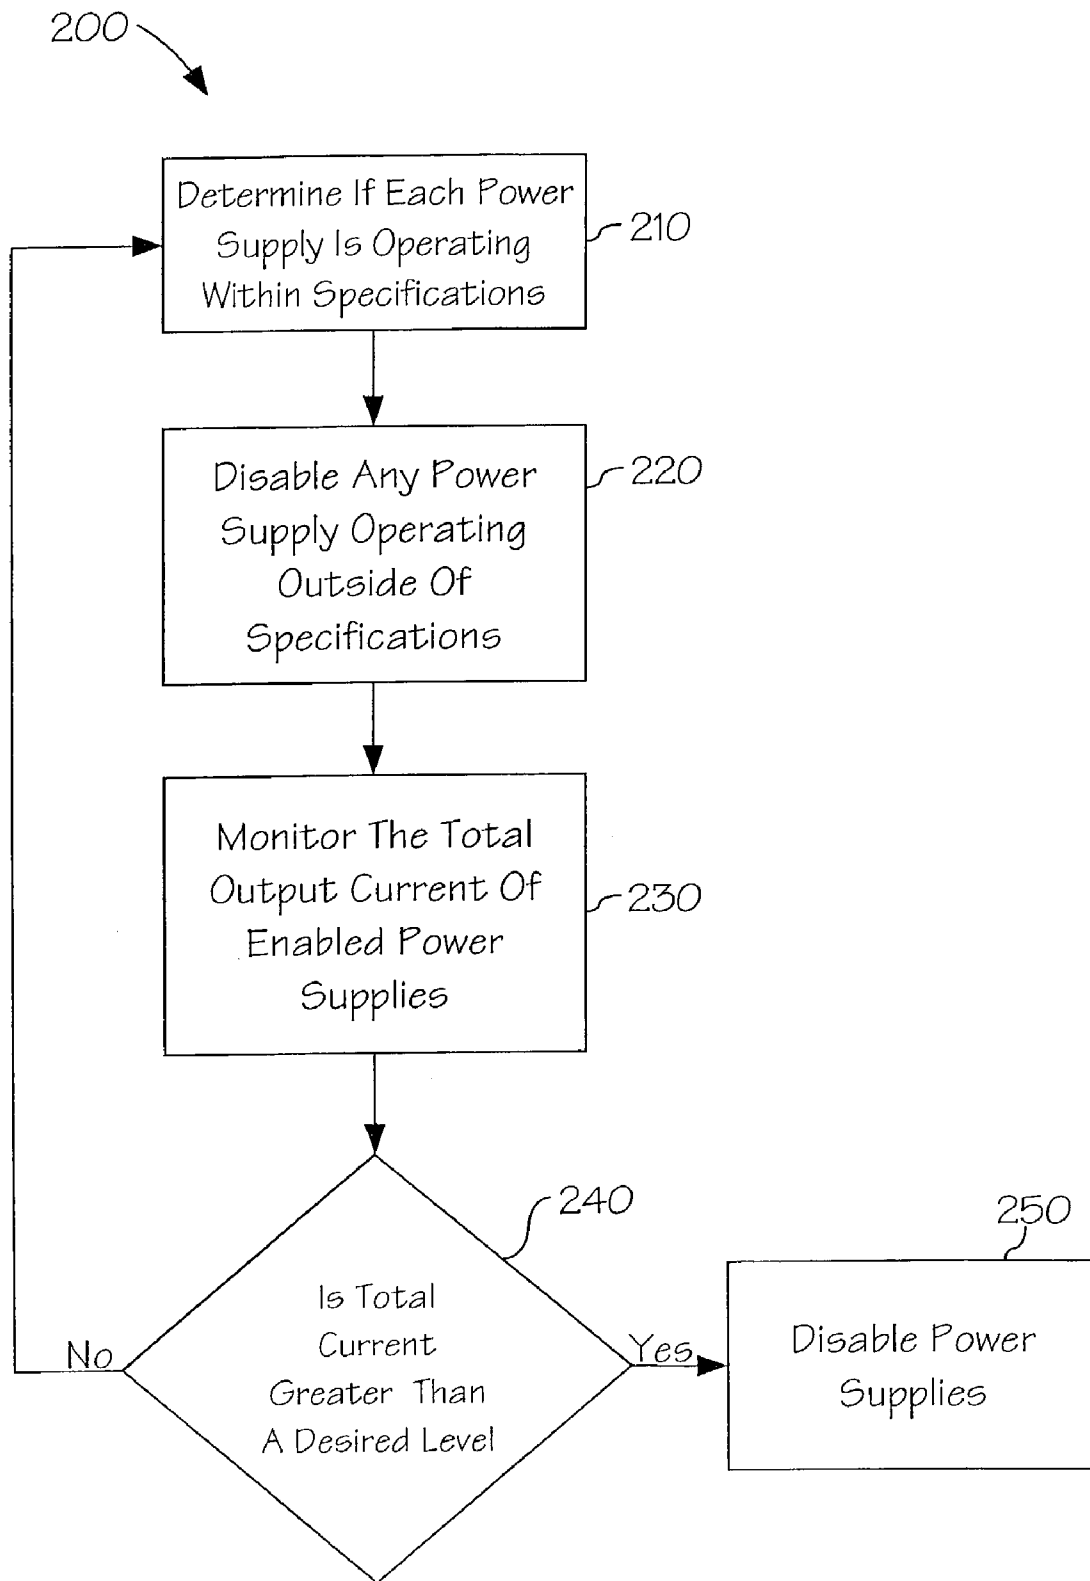 200
Determine If Each Power
Supply Is Operating
Within Specifications
210
Disable Any Power
Supply Operating
Outside Of
Specifications
220
Monitor The Total
Output Current Of
Enabled Power
Supplies
230
240
Is Total
Current
Greater Than
A Desired Level
No
Yes
250
Disable Power
Supplies